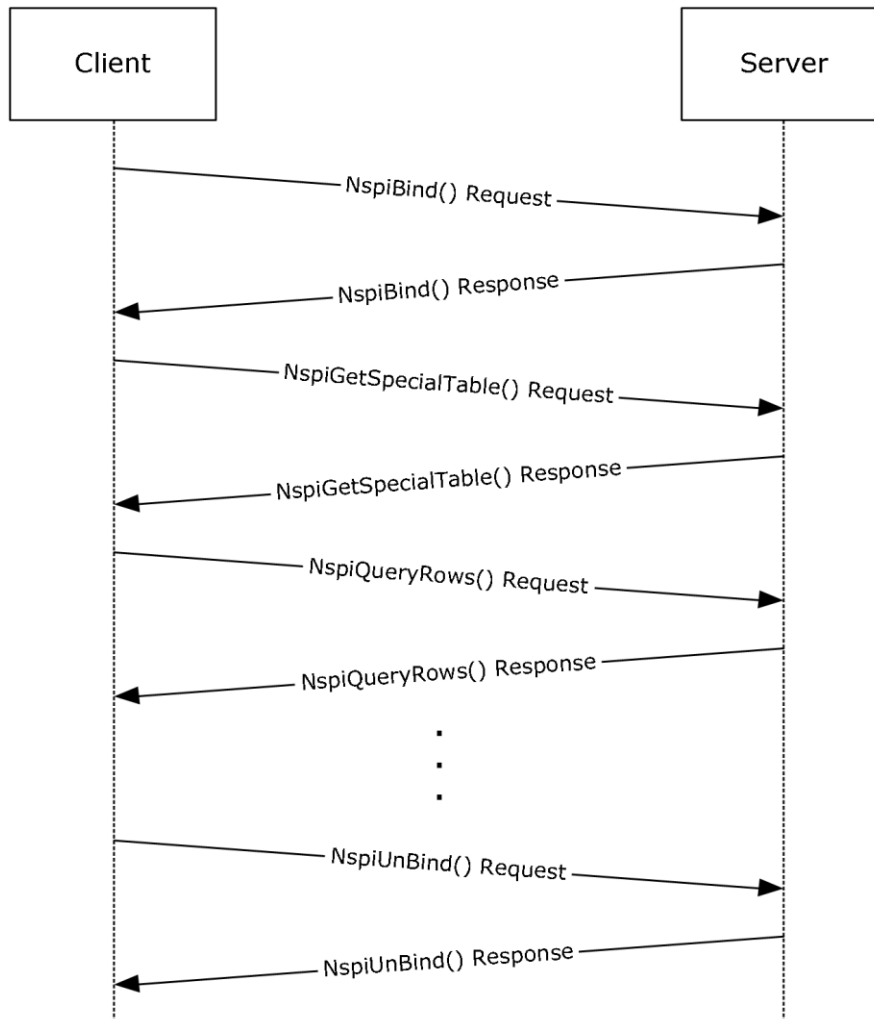 Client
Server
NspiBind() Request
NspiBind() Response
NspiGetSpecialTable() Request
NspiGetSpecialTable() Response
NspiQueryRows() Request
NspiQueryRows() Response
.
.
.
NspiUnBind() Request
NspiUnBind() Response